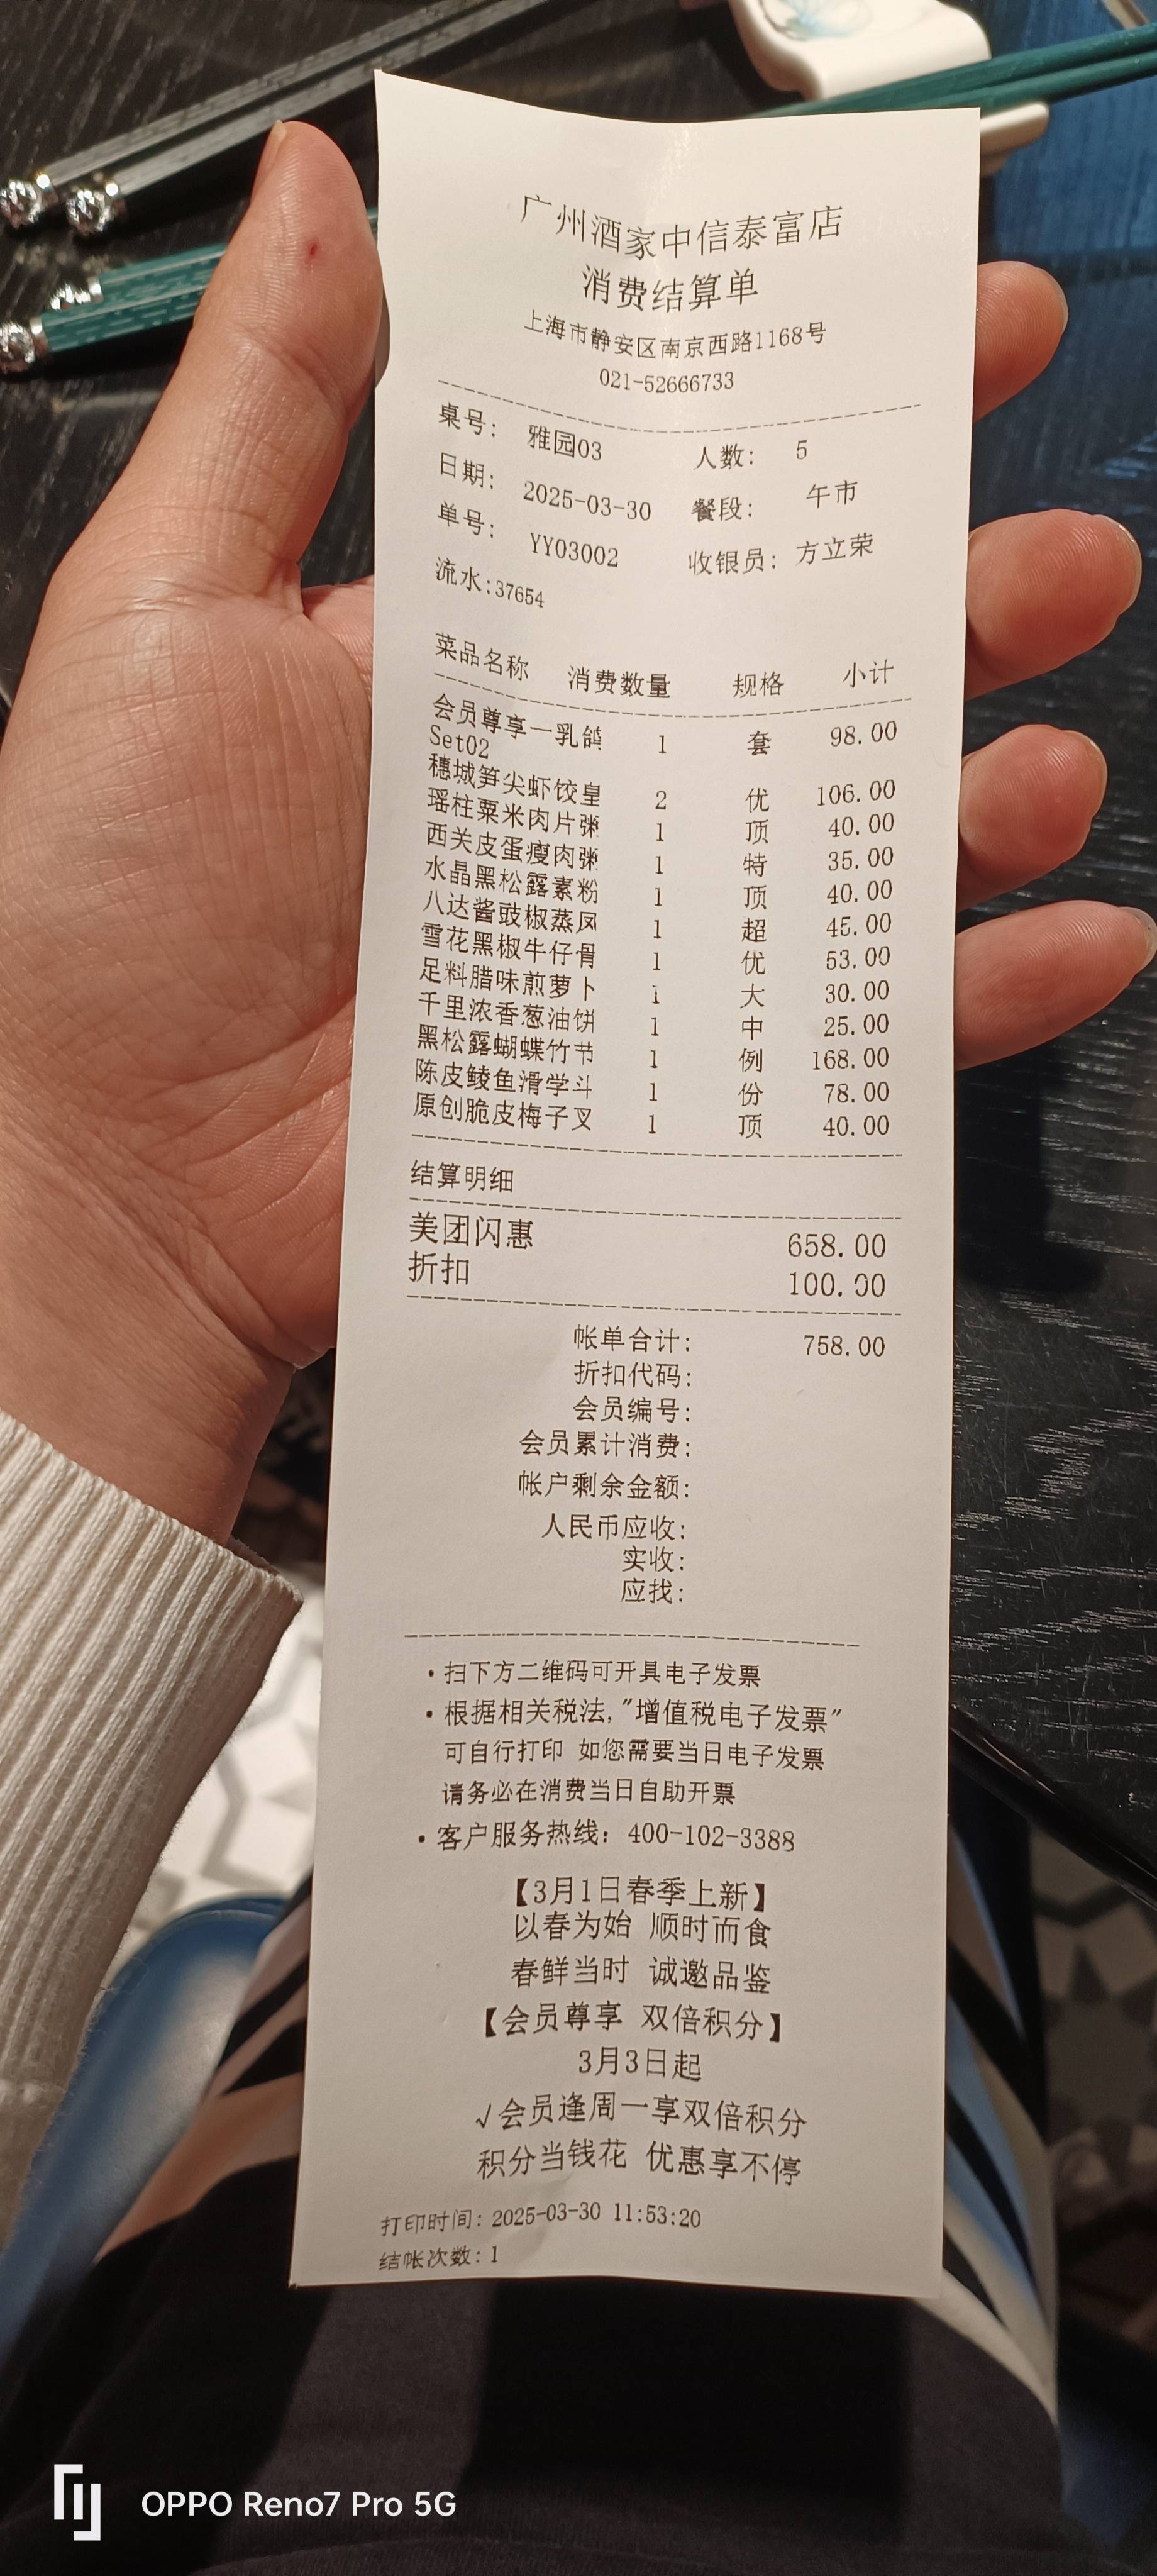 广州酒家中信泰富店
消费结算单
上海市静安区南京西路1168号
021-52666733
桌号: 雅园03 人数: 5
日期: 2025-03-30 餐段: 午市
单号: YY03002 收银员: 方立荣
流水:37654
菜品名称 消费数量 规格 小计
会员尊享一乳鸽 1 套 98.00
Set02
穗城笋尖虾饺皇 2 优 106.00
瑶柱粟米肉片粥 1 顶 40.00
西关皮蛋瘦肉粥 1 特 35.00
水晶黑松露素粉 1 顶 40.00
八达酱豉椒蒸凤 1 超 45.00
雪花黑椒牛仔骨 1 优 53.00
足料腊味煎萝卜 1 大 30.00
千里浓香葱油饼 1 中 25.00
黑松露蝴蝶竹节 1 例 168.00
陈皮鲮鱼滑学斗 1 份 78.00
原创脆皮梅子叉 1 顶 40.00
结算明细
美团闪惠 658.00
折扣 100.00
帐单合计: 758.00
折扣代码:
会员编号:
会员累计消费:
帐户剩余金额:
人民币应收:
实收:
应找:
·扫下方二维码可开具电子发票
·根据相关税法,"增值税电子发票"
可自行打印 如您需要当日电子发票
请务必在消费当日自助开票
·客户服务热线: 400-102-3388
【3月1日春季上新】
以春为始 顺时而食
春鲜当时 诚邀品鉴
【会员尊享 双倍积分】
3月3日起
√会员逢周一享双倍积分
积分当钱花 优惠享不停
打印时间: 2025-03-30 11:53:20
结帐次数: 1
OPPO Reno7 Pro 5G